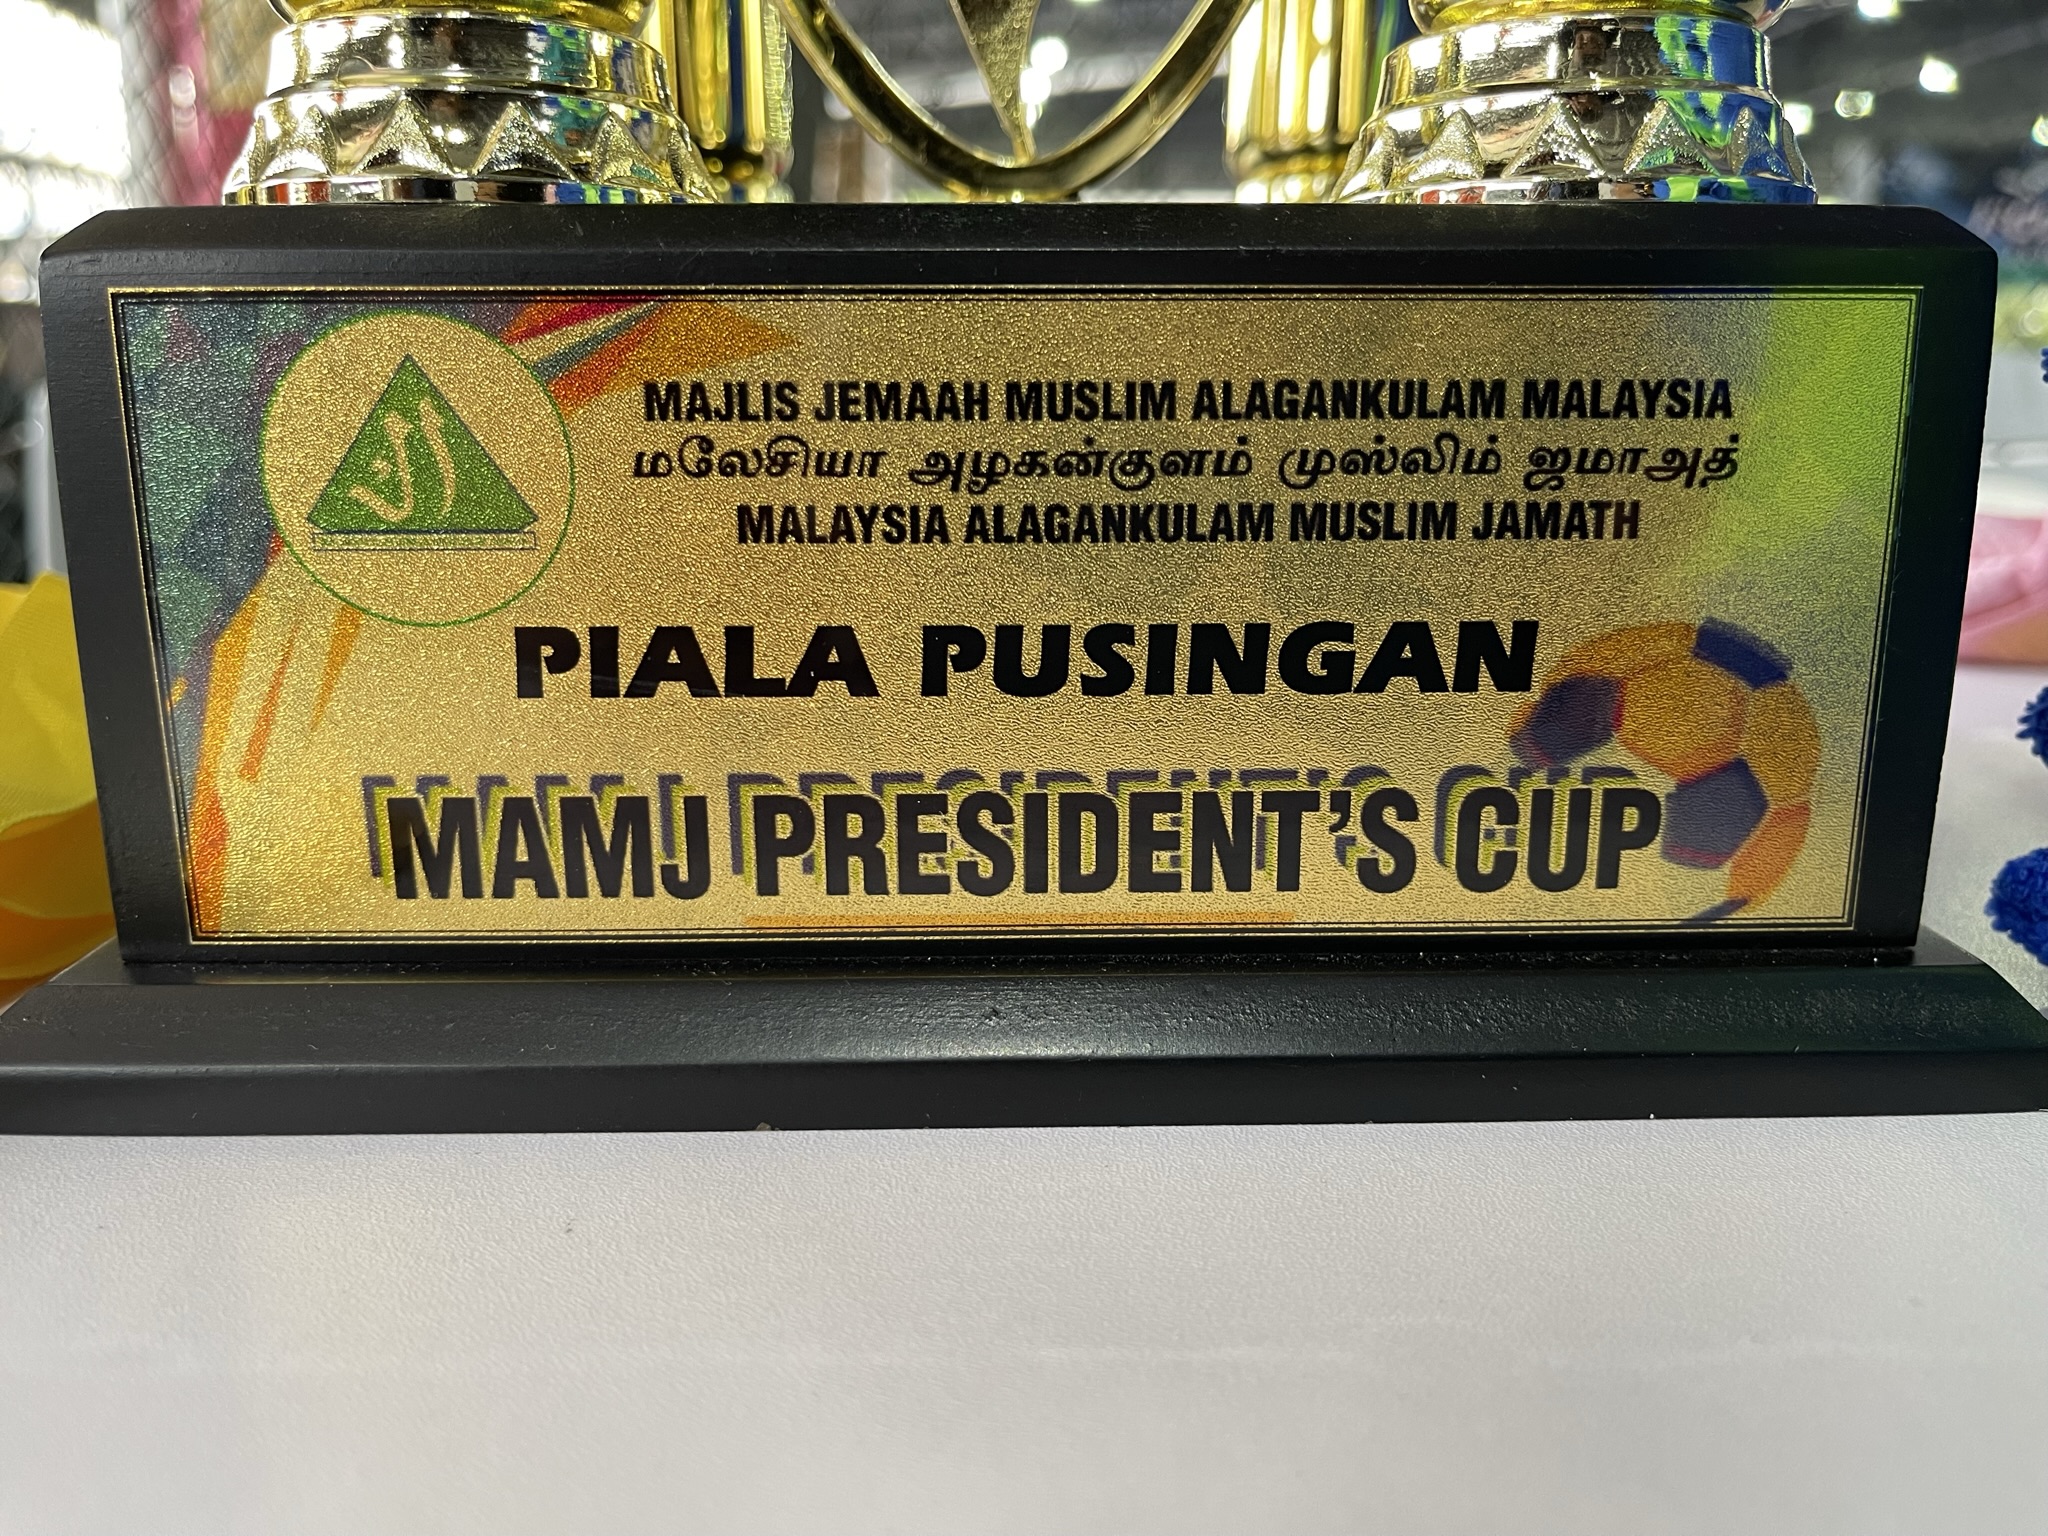 MAJLIS JEMAAH MUSLIM ALAGANKULAM MALAYSIA
மலேசியா அழகன்குளம் முஸ்லிம் ஜமாஅத்
MALAYSIA ALAGANKULAM MUSLIM JAMATH
PIALA PUSINGAN
MAMJ PRESIDENT'S CUP